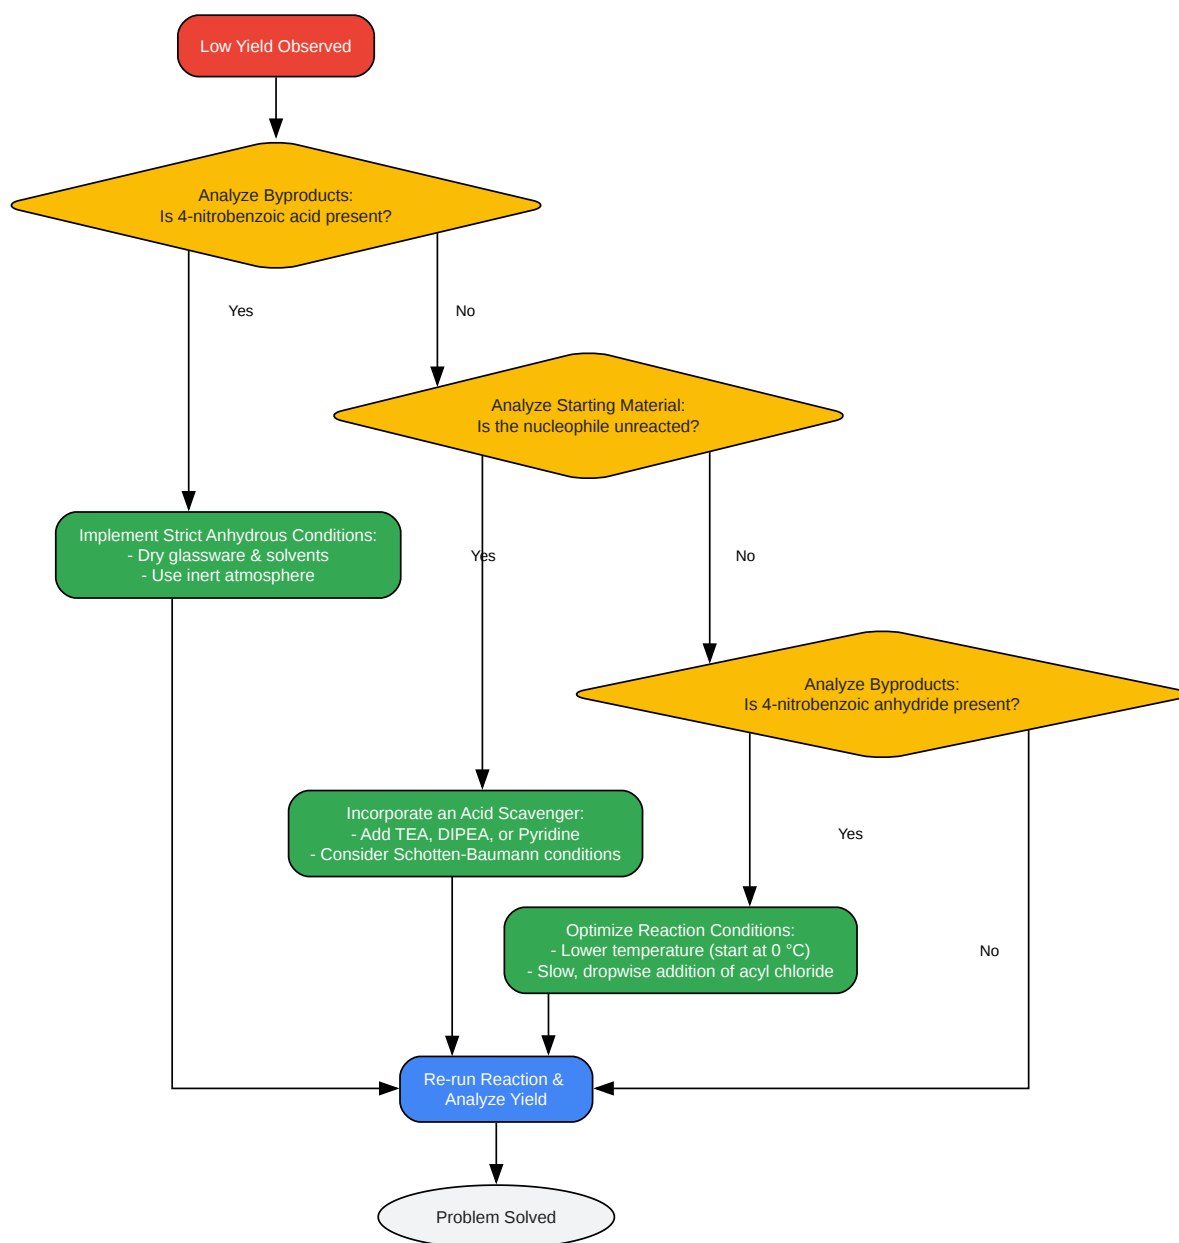 Low Yield Observed
Analyze Byproducts:
Is 4-nitrobenzoic acid present?
Yes
No
Analyze Starting Material:
Is the nucleophile unreacted?
Implement Strict Anhydrous Conditions:
- Dry glassware & solvents
- Use inert atmosphere
Yes
No
Analyze Byproducts:
Is 4-nitrobenzoic anhydride present?
Incorporate an Acid Scavenger:
- Add TEA, DIPEA, or Pyridine
- Consider Schotten-Baumann conditions
Yes
Optimize Reaction Conditions:
- Lower temperature (start at 0 °C)
- Slow, dropwise addition of acyl chloride
No
Re-run Reaction &
Analyze Yield
Problem Solved